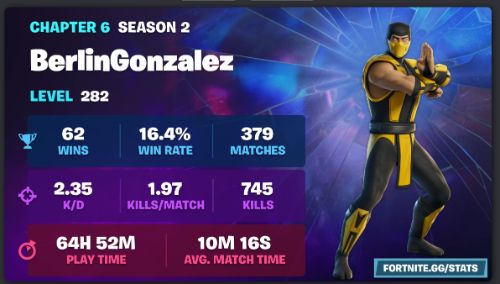 CHAPTER 6 SEASON 2
BerlinGonzalez
LEVEL 282
62 16.4% 379
WINS WIN RATE MATCHES
2.35 1.97 745
K/D KILLS/MATCH KILLS
64H 52M 10M 16S
PLAY TIME AVG. MATCH TIME
FORTNITE.GG/STATS